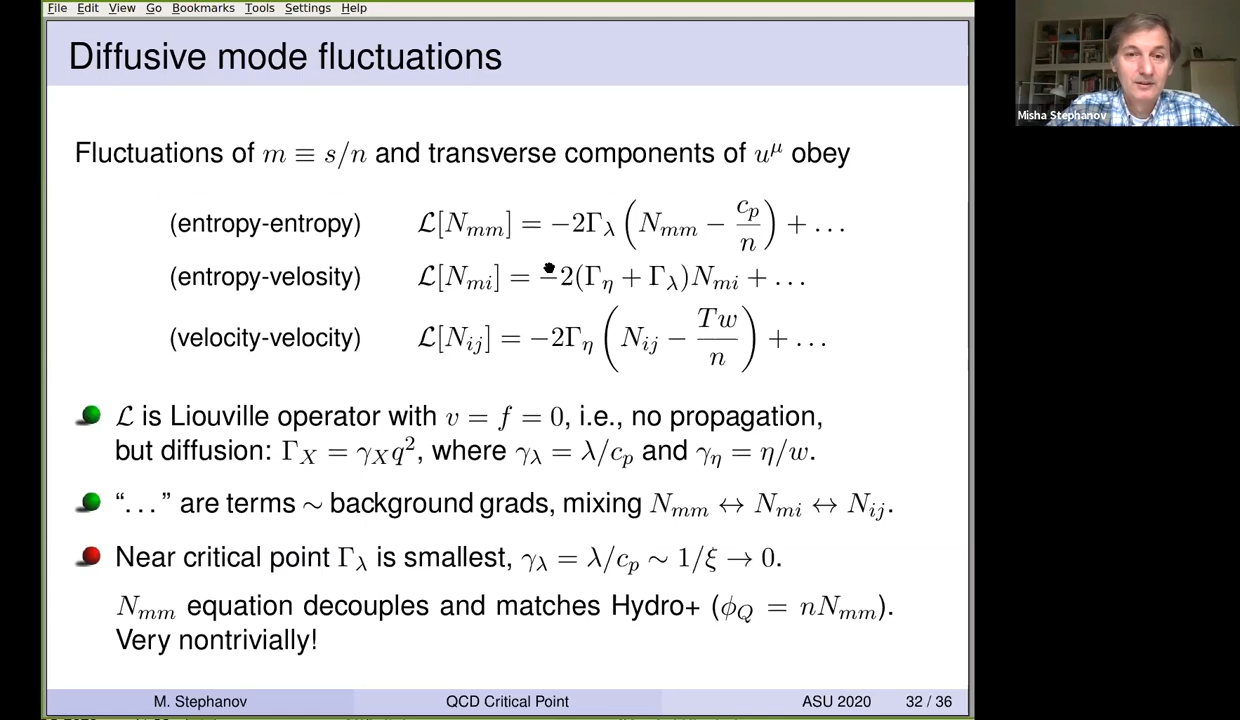 File Edit View Go Bookmarks Tools Settings Help
Diffusive mode fluctuations
Misha Stephanov
Fluctuations of m ≡ s/n and transverse components of u^μ obey
(entropy-entropy) ℒ[N_mm] = −2Γ_λ (N_mm − c_p/n) + …
(entropy-velosity) ℒ[N_mi] = −2(Γ_η + Γ_λ)N_mi + …
(velocity-velocity) ℒ[N_ij] = −2Γ_η (N_ij − Tw/n) + …
ℒ is Liouville operator with v = f = 0, i.e., no propagation,
but diffusion: Γ_X = γ_X q², where γ_λ = λ/c_p and γ_η = η/w.
“…” are terms ∼ background grads, mixing N_mm ↔ N_mi ↔ N_ij.
Near critical point Γ_λ is smallest, γ_λ = λ/c_p ∼ 1/ξ → 0.
N_mm equation decouples and matches Hydro+ (ϕ_Q = nN_mm).
Very nontrivially!
M. Stephanov QCD Critical Point ASU 2020 32 / 36